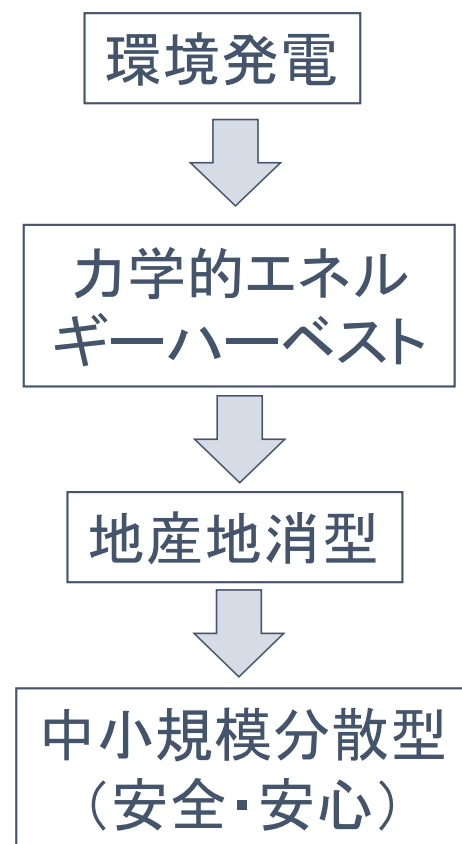 環境発電
力学的エネル
ギーハーベスト
地産地消型
中小規模分散型
（安全・安心）